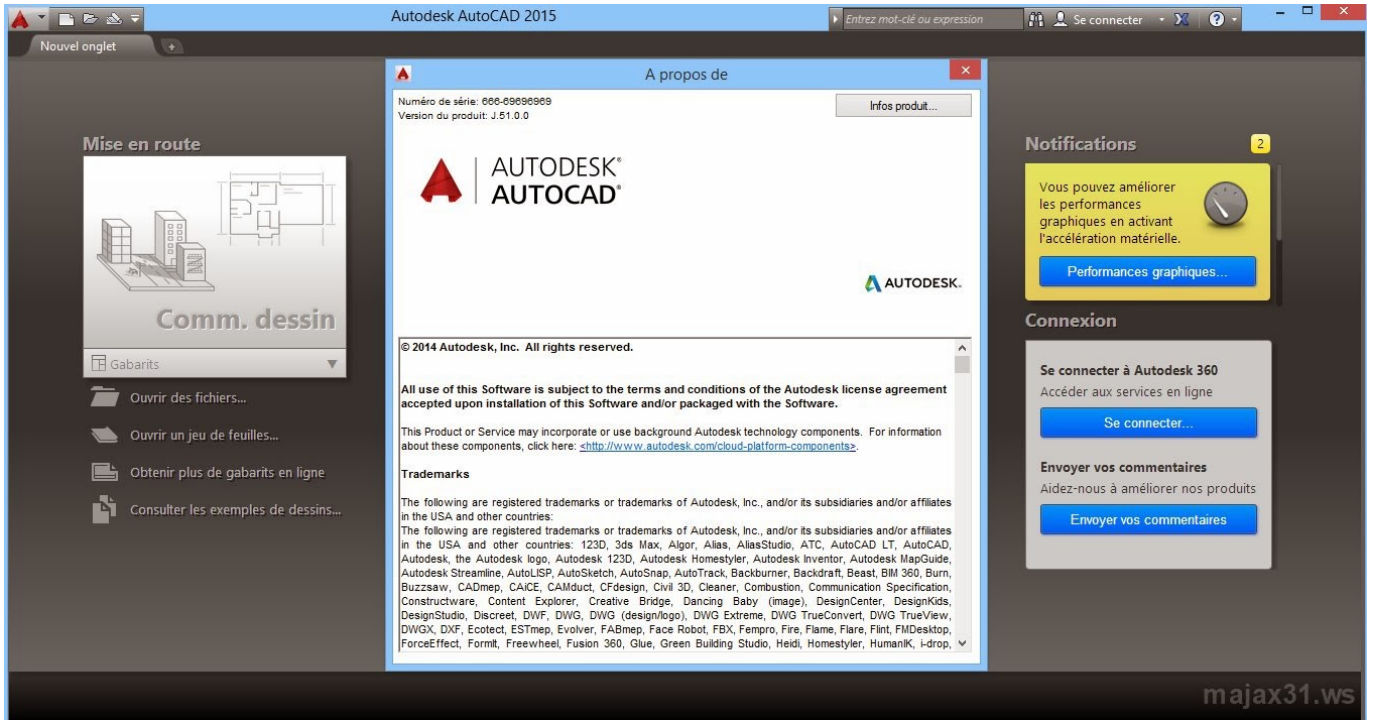 Autodesk AutoCAD 2015
Entrez mot-clé ou expression
Se connecter
Nouvel onglet
A propos de
Numéro de série: 666-69696969
Version du produit: J.51.0.0
Infos produit...
AUTODESK®
AUTOCAD®
AUTODESK.
Mise en route
Comm. dessin
Gabarits
Ouvrir des fichiers...
Ouvrir un jeu de feuilles...
Obtenir plus de gabarits en ligne
Consulter les exemples de dessins...
© 2014 Autodesk, Inc. All rights reserved.
All use of this Software is subject to the terms and conditions of the Autodesk license agreement
accepted upon installation of this Software and/or packaged with the Software.
This Product or Service may incorporate or use background Autodesk technology components. For information
about these components, click here: <http://www.autodesk.com/cloud-platform-components>.
Trademarks
The following are registered trademarks or trademarks of Autodesk, Inc., and/or its subsidiaries and/or affiliates
in the USA and other countries:
The following are registered trademarks or trademarks of Autodesk, Inc., and/or its subsidiaries and/or affiliates
in the USA and other countries: 123D, 3ds Max, Algor, Alias, AliasStudio, ATC, AutoCAD LT, AutoCAD,
Autodesk, the Autodesk logo, Autodesk 123D, Autodesk Homestyler, Autodesk Inventor, Autodesk MapGuide,
Autodesk Streamline, AutoLISP, AutoSketch, AutoSnap, AutoTrack, Backburner, Backdraft, Beast, BIM 360, Burn,
Buzzsaw, CADmep, CAiCE, CAMduct, CFdesign, Civil 3D, Cleaner, Combustion, Communication Specification,
Constructware, Content Explorer, Creative Bridge, Dancing Baby (image), DesignCenter, DesignKids,
DesignStudio, Discreet, DWF, DWG, DWG (design/logo), DWG Extreme, DWG TrueConvert, DWG TrueView,
DWGX, DXF, Ecotect, ESTmep, Evolver, FABmep, Face Robot, FBX, Fempro, Fire, Flame, Flare, Flint, FMDesktop,
ForceEffect, FormIt, Freewheel, Fusion 360, Glue, Green Building Studio, Heidi, Homestyler, HumanIK, i-drop,
Notifications
2
Vous pouvez améliorer
les performances
graphiques en activant
l'accélération matérielle.
Performances graphiques...
Connexion
Se connecter à Autodesk 360
Accéder aux services en ligne
Se connecter...
Envoyer vos commentaires
Aidez-nous à améliorer nos produits
Envoyer vos commentaires
majax31.ws